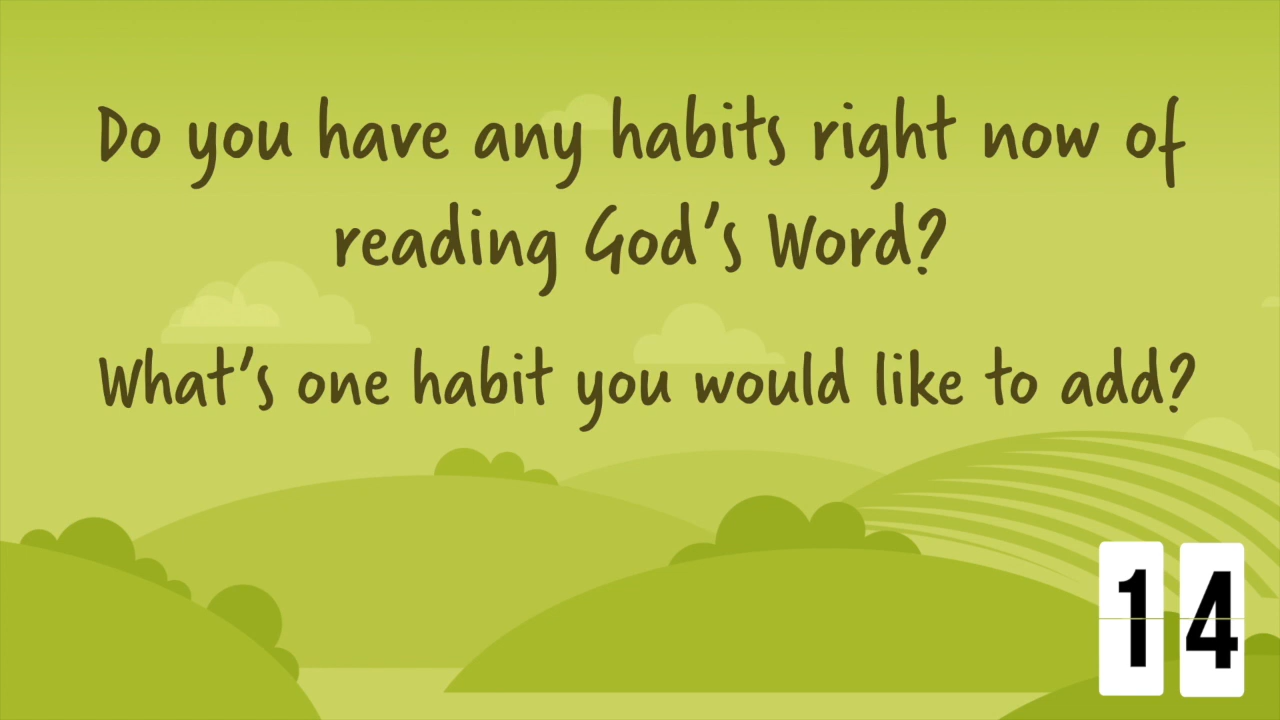 Do you have any habits right now of
reading God's Word?
What's one habit you would like to add?
14